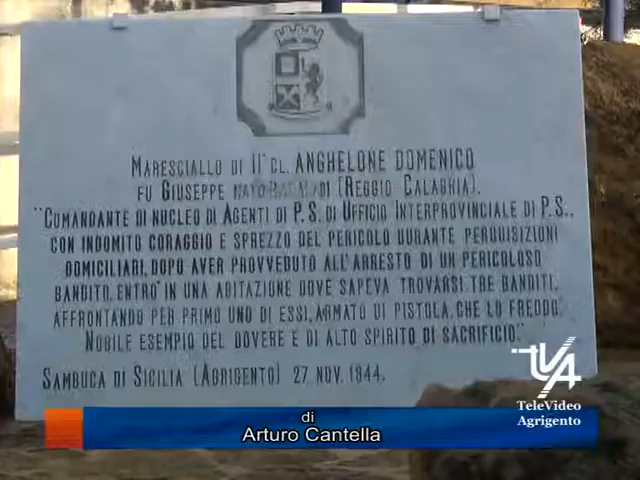 MARESCIALLO DI II^ CL. ANGHELONE DOMENICO
FU GIUSEPPE NATO DI (REGGIO CALABRIA).
"COMANDANTE DI NUCLEO DI AGENTI DI P.S. DI UFFICIO INTERPROVINCIALE DI P.S.,
CON INDOMITO CORAGGIO E SPREZZO DEL PERICOLO DURANTE PERQUISIZIONI
DOMICILIARI, DOPO AVER PROVVEDUTO ALL'ARRESTO DI UN PERICOLOSO
BANDITO, ENTRO' IN UNA ABITAZIONE DOVE SAPEVA TROVARSI TRE BANDITI,
AFFRONTANDO PER PRIMO UNO DI ESSI, ARMATO DI PISTOLA, CHE LO FREDDO'.
NOBILE ESEMPIO DEL DOVERE E DI ALTO SPIRITO DI SACRIFICIO"
SAMBUCA DI SICILIA (AGRIGENTO) 27 NOV. 1944.
TVA
TeleVideo
Agrigento
di
Arturo Cantella